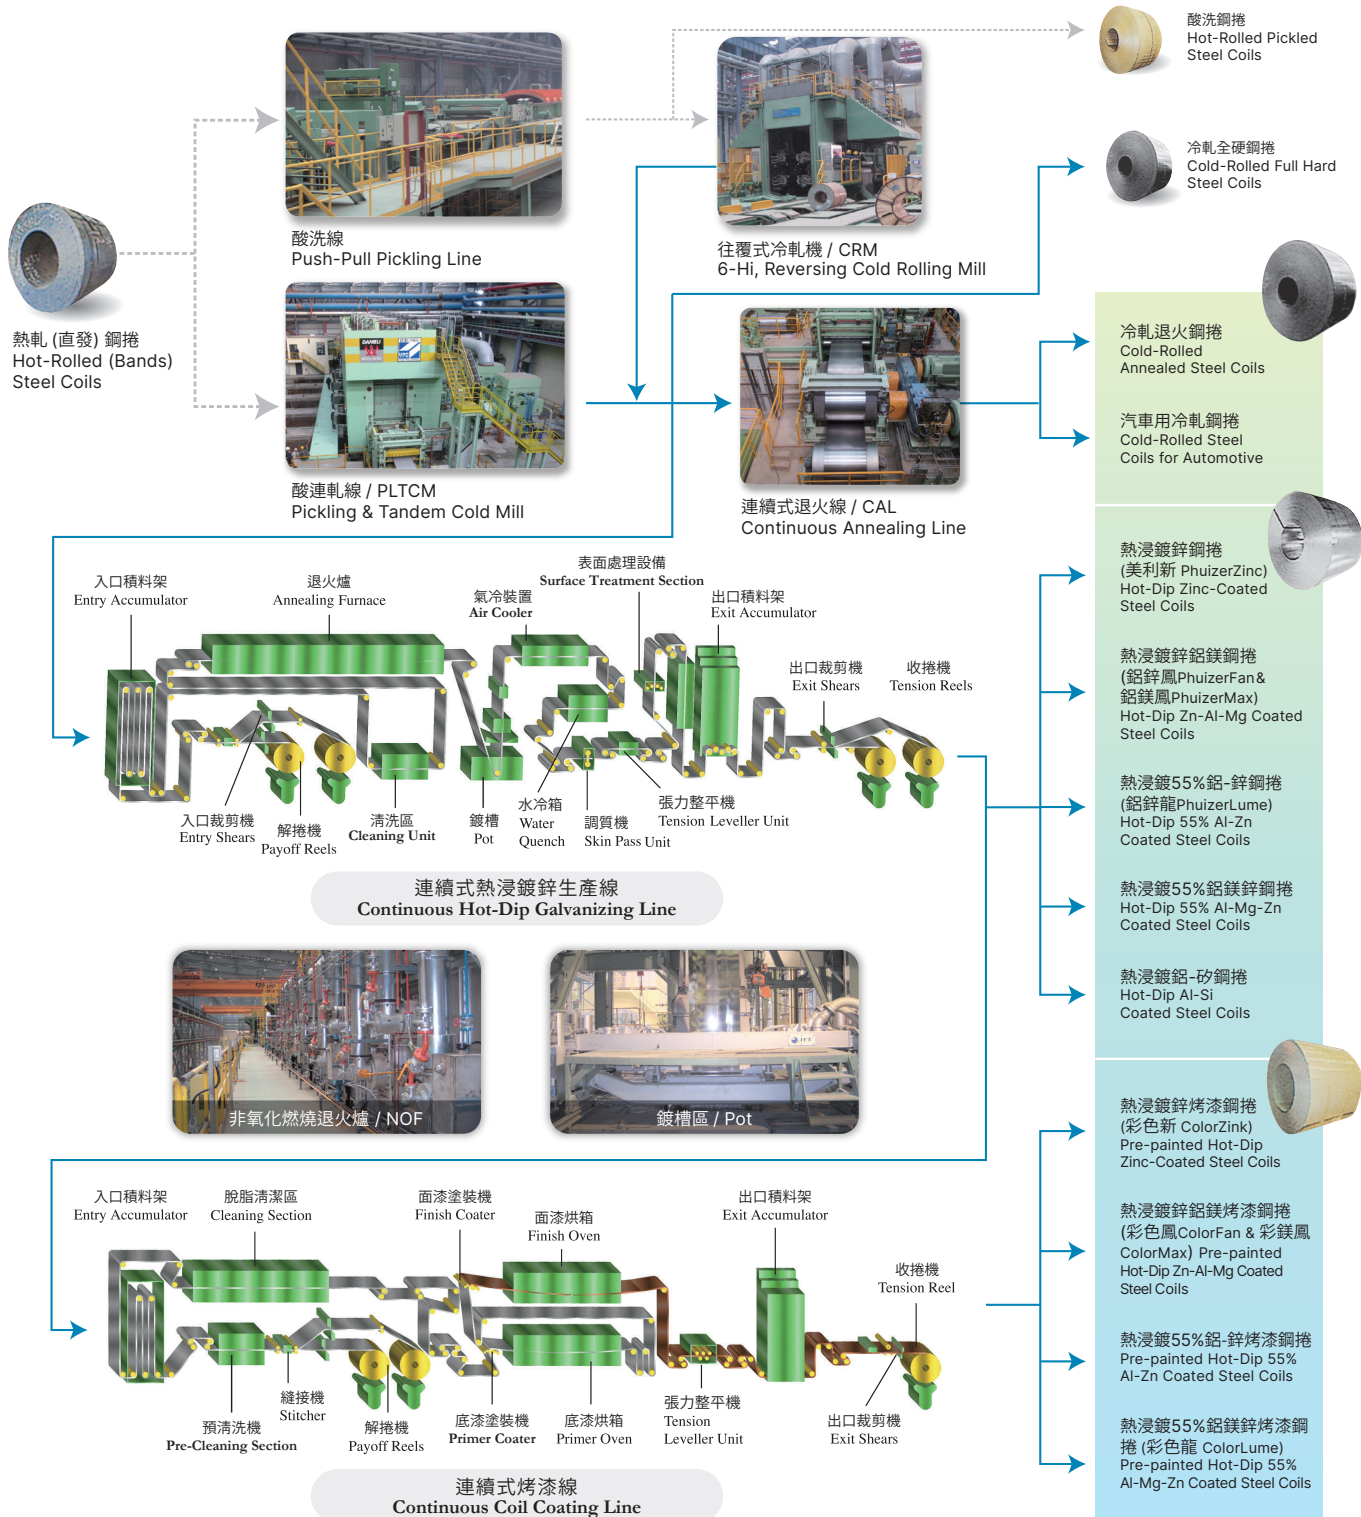 酸洗鋼捲
Hot-Rolled Pickled
Steel Coils
冷軋全硬鋼捲
Cold-Rolled Full Hard
Steel Coils
酸洗線
Push-Pull Pickling Line
往覆式冷軋機 / CRM
6-Hi, Reversing Cold Rolling Mill
熱軋 (直發) 鋼捲
Hot-Rolled (Bands)
Steel Coils
DANIELI
酸連軋線 / PLTCM
Pickling & Tandem Cold Mill
連續式退火線 / CAL
Continuous Annealing Line
冷軋退火鋼捲
Cold-Rolled
Annealed Steel Coils
汽車用冷軋鋼捲
Cold-Rolled Steel
Coils for Automotive
熱浸鍍鋅鋼捲
(美利新 PhuizerZinc)
Hot-Dip Zinc-Coated
Steel Coils
熱浸鍍鋅鋁鎂鋼捲
(鋁鋅鳳PhuizerFan&
鋁鎂鳳PhuizerMax)
Hot-Dip Zn-Al-Mg Coated
Steel Coils
熱浸鍍55%鋁-鋅鋼捲
(鋁鋅龍PhuizerLume)
Hot-Dip 55% Al-Zn
Coated Steel Coils
熱浸鍍55%鋁鎂鋅鋼捲
Hot-Dip 55% Al-Mg-Zn
Coated Steel Coils
熱浸鍍鋁-矽鋼捲
Hot-Dip Al-Si
Coated Steel Coils
入口積料架
Entry Accumulator
退火爐
Annealing Furnace
氣冷裝置
Air Cooler
表面處理設備
Surface Treatment Section
出口積料架
Exit Accumulator
出口裁剪機
Exit Shears
收捲機
Tension Reels
入口裁剪機
Entry Shears
解捲機
Payoff Reels
清洗區
Cleaning Unit
鍍槽
Pot
水冷箱
Water
Quench
調質機
Skin Pass Unit
張力整平機
Tension Leveller Unit
連續式熱浸鍍鋅生產線
Continuous Hot-Dip Galvanizing Line
非氧化燃燒退火爐 / NOF
JFE
鍍槽區 / Pot
熱浸鍍鋅烤漆鋼捲
(彩色新 ColorZink)
Pre-painted Hot-Dip
Zinc-Coated Steel Coils
熱浸鍍鋅鋁鎂烤漆鋼捲
(彩色鳳ColorFan & 彩鎂鳳
ColorMax) Pre-painted
Hot-Dip Zn-Al-Mg Coated
Steel Coils
熱浸鍍55%鋁-鋅烤漆鋼捲
Pre-painted Hot-Dip 55%
Al-Zn Coated Steel Coils
熱浸鍍55%鋁鎂鋅烤漆鋼
捲 (彩色龍 ColorLume)
Pre-painted Hot-Dip 55%
Al-Mg-Zn Coated Steel Coils
入口積料架
Entry Accumulator
脫脂清潔區
Cleaning Section
面漆塗裝機
Finish Coater
面漆烘箱
Finish Oven
出口積料架
Exit Accumulator
收捲機
Tension Reel
預清洗機
Pre-Cleaning Section
縫接機
Stitcher
解捲機
Payoff Reels
底漆塗裝機
Primer Coater
底漆烘箱
Primer Oven
張力整平機
Tension
Leveller Unit
出口裁剪機
Exit Shears
連續式烤漆線
Continuous Coil Coating Line